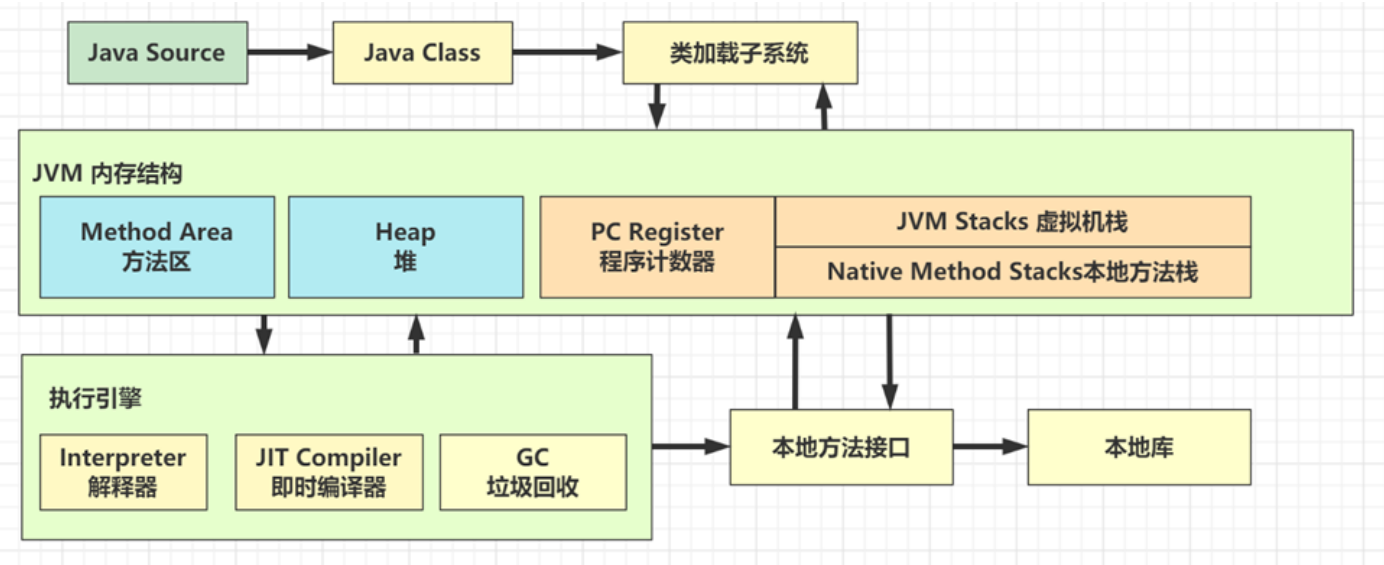 Java Source
Java Class
类加载子系统
JVM 内存结构
Method Area
方法区
Heap
堆
PC Register
程序计数器
JVM Stacks 虚拟机栈
Native Method Stacks本地方法栈
执行引擎
Interpreter
解释器
JIT Compiler
即时编译器
GC
垃圾回收
本地方法接口
本地库